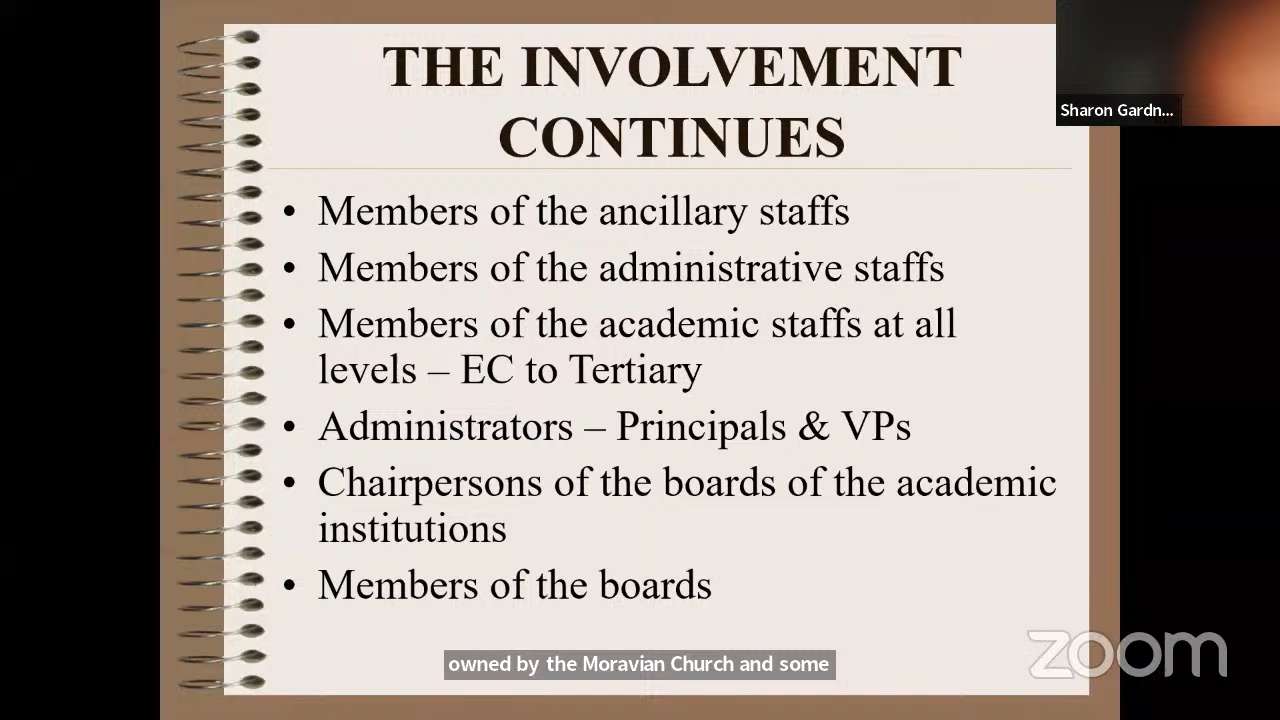 THE INVOLVEMENT
CONTINUES
Sharon Gardn...
• Members of the ancillary staffs
• Members of the administrative staffs
• Members of the academic staffs at all
levels – EC to Tertiary
• Administrators – Principals & VPs
• Chairpersons of the boards of the academic
institutions
• Members of the boards
owned by the Moravian Church and some
zoom